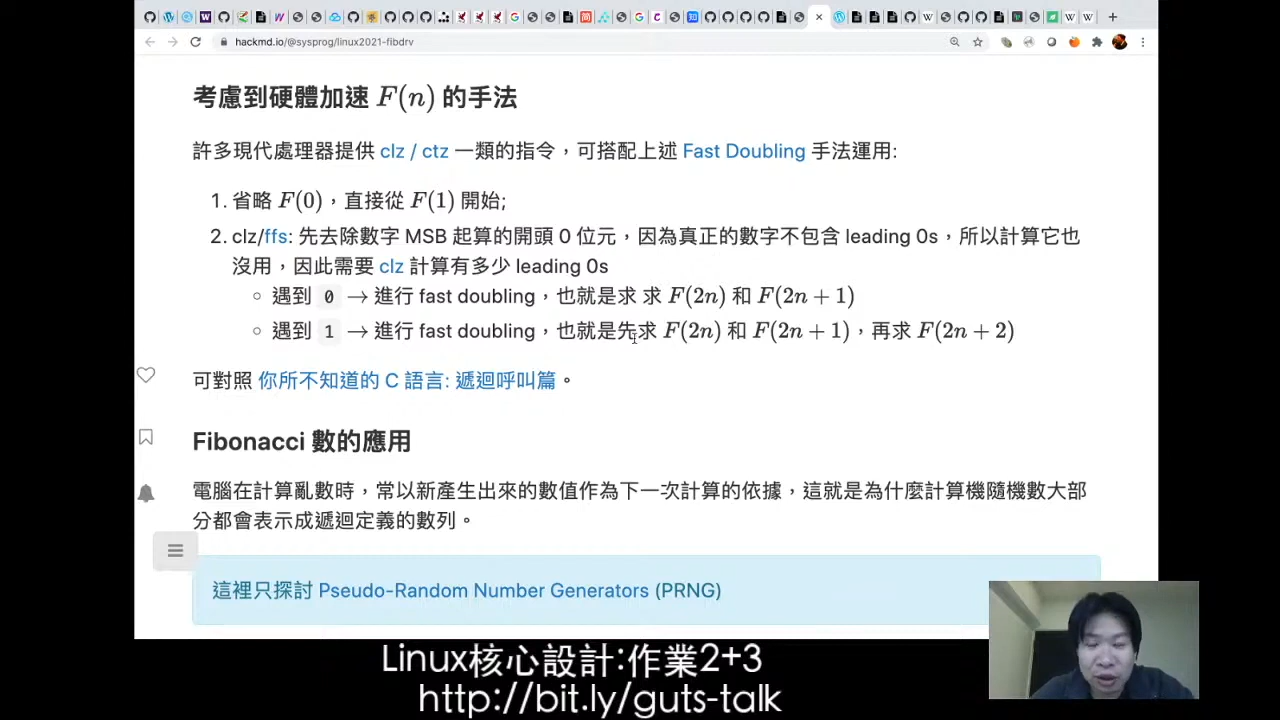 hackmd.io/@sysprog/linux2021-fibdrv
考慮到硬體加速 F(n) 的手法
許多現代處理器提供 clz / ctz 一類的指令，可搭配上述 Fast Doubling 手法運用:
1. 省略 F(0)，直接從 F(1) 開始;
2. clz/ffs: 先去除數字 MSB 起算的開頭 0 位元，因為真正的數字不包含 leading 0s，所以計算它也
沒用，因此需要 clz 計算有多少 leading 0s
遇到 0 → 進行 fast doubling，也就是求 求 F(2n) 和 F(2n + 1)
遇到 1 → 進行 fast doubling，也就是先求 F(2n) 和 F(2n + 1)，再求 F(2n + 2)
可對照 你所不知道的 C 語言: 遞迴呼叫篇。
Fibonacci 數的應用
電腦在計算亂數時，常以新產生出來的數值作為下一次計算的依據，這就是為什麼計算機隨機數大部
分都會表示成遞迴定義的數列。
這裡只探討 Pseudo-Random Number Generators (PRNG)
Linux核心設計:作業2+3
http://bit.ly/guts-talk